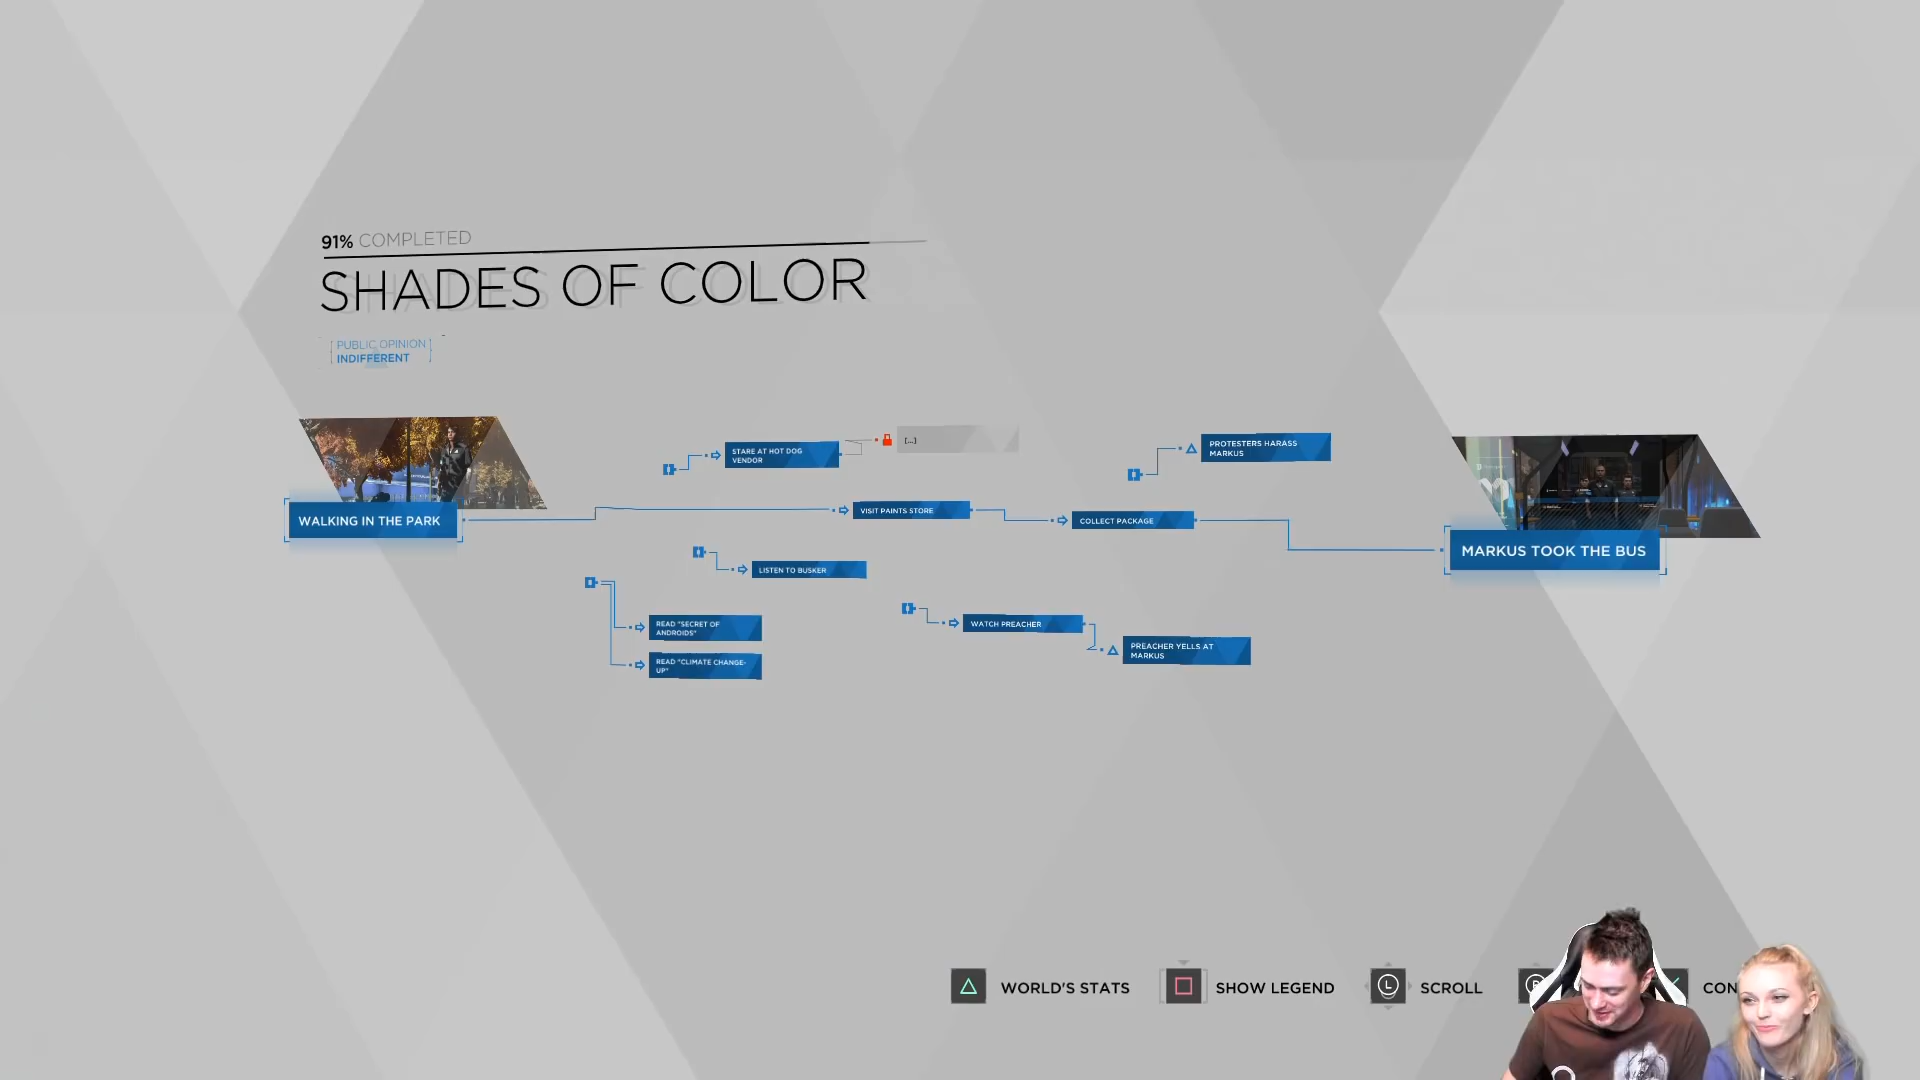 91% COMPLETED
SHADES OF COLOR
PUBLIC OPINION
INDIFFERENT
STARE AT HOT DOG
VENDOR
[...]
PROTESTERS HARASS
MARKUS
WALKING IN THE PARK
VISIT PAINTS STORE
COLLECT PACKAGE
MARKUS TOOK THE BUS
LISTEN TO BUSKER
READ "SECRET OF
ANDROIDS"
WATCH PREACHER
PREACHER YELLS AT
MARKUS
READ "CLIMATE CHANGE-
UP"
WORLD'S STATS
SHOW LEGEND
L
SCROLL
R
CON